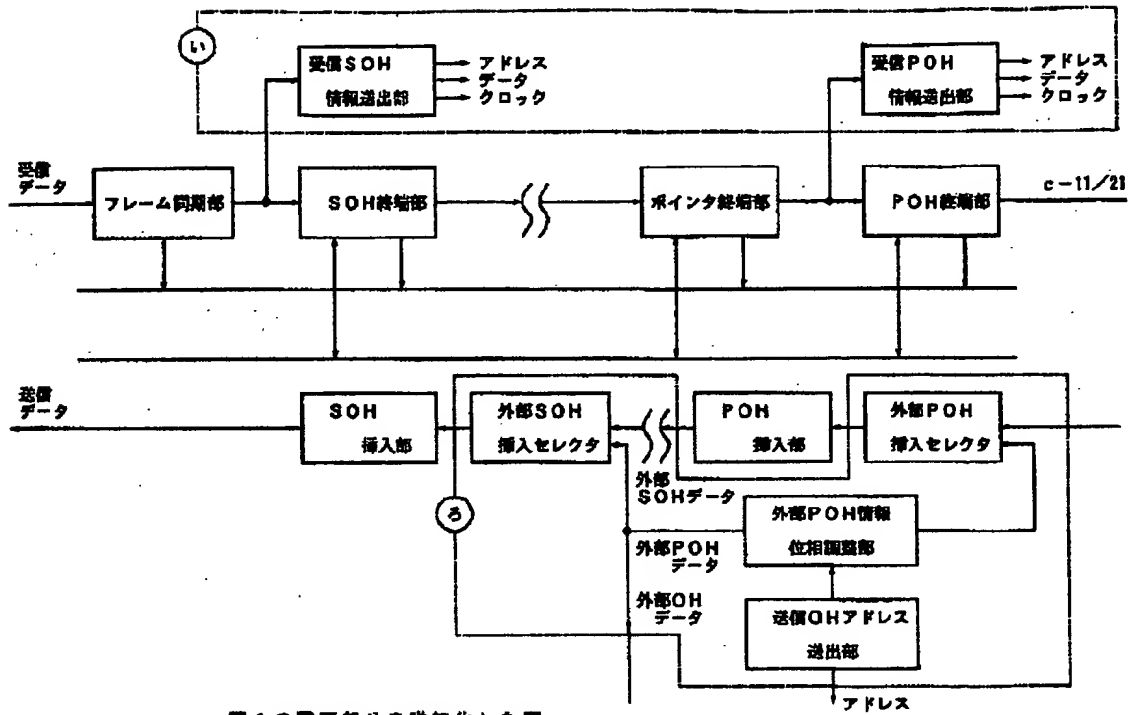 い
受信SOH
情報送出部
アドレス
データ
クロック
受信POH
情報送出部
アドレス
データ
クロック
受信
データ
フレーム同期部
SOH終端部
ポインタ終端部
POH終端部
c-11/21
送信
データ
SOH
挿入部
外部SOH
挿入セレクタ
POH
挿入部
外部POH
挿入セレクタ
外部
SOHデータ
ろ
外部POH
データ
外部POH情報
位相調整部
外部OH
データ
送信OHアドレス
送出部
アドレス